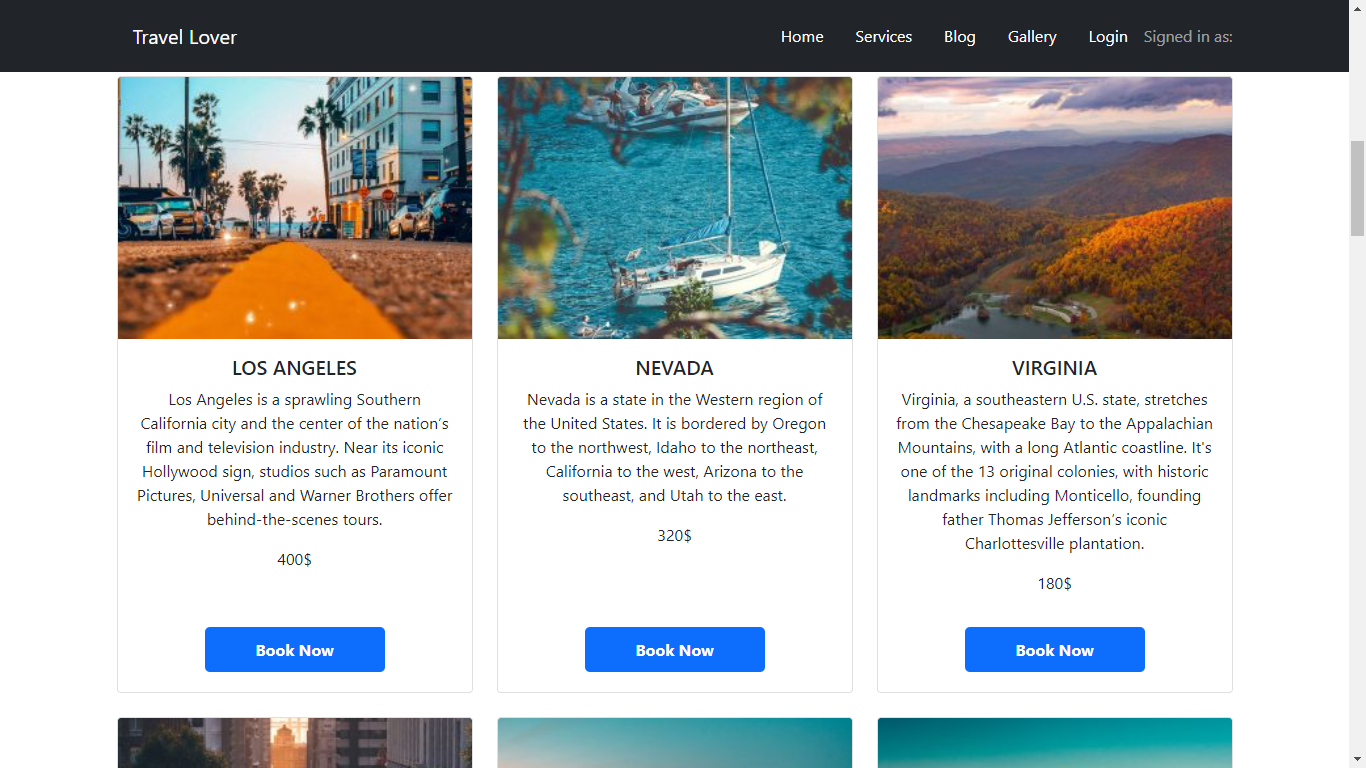 Travel Lover
Home Services Blog Gallery Login Signed in as:
LOS ANGELES
Los Angeles is a sprawling Southern
California city and the center of the nation’s
film and television industry. Near its iconic
Hollywood sign, studios such as Paramount
Pictures, Universal and Warner Brothers offer
behind-the-scenes tours.
400$
Book Now
NEVADA
Nevada is a state in the Western region of
the United States. It is bordered by Oregon
to the northwest, Idaho to the northeast,
California to the west, Arizona to the
southeast, and Utah to the east.
320$
Book Now
VIRGINIA
Virginia, a southeastern U.S. state, stretches
from the Chesapeake Bay to the Appalachian
Mountains, with a long Atlantic coastline. It's
one of the 13 original colonies, with historic
landmarks including Monticello, founding
father Thomas Jefferson’s iconic
Charlottesville plantation.
180$
Book Now